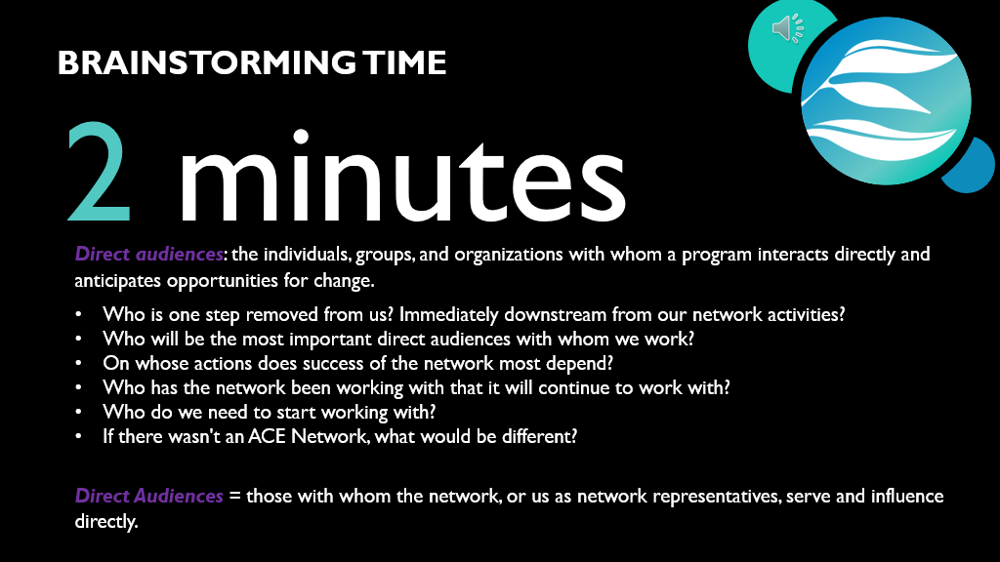 BRAINSTORMING TIME
2 minutes
Direct audiences: the individuals, groups, and organizations with whom a program interacts directly and
anticipates opportunities for change.
• Who is one step removed from us? Immediately downstream from our network activities?
• Who will be the most important direct audiences with whom we work?
• On whose actions does success of the network most depend?
• Who has the network been working with that it will continue to work with?
• Who do we need to start working with?
• If there wasn't an ACE Network, what would be different?
Direct Audiences = those with whom the network, or us as network representatives, serve and influence
directly.